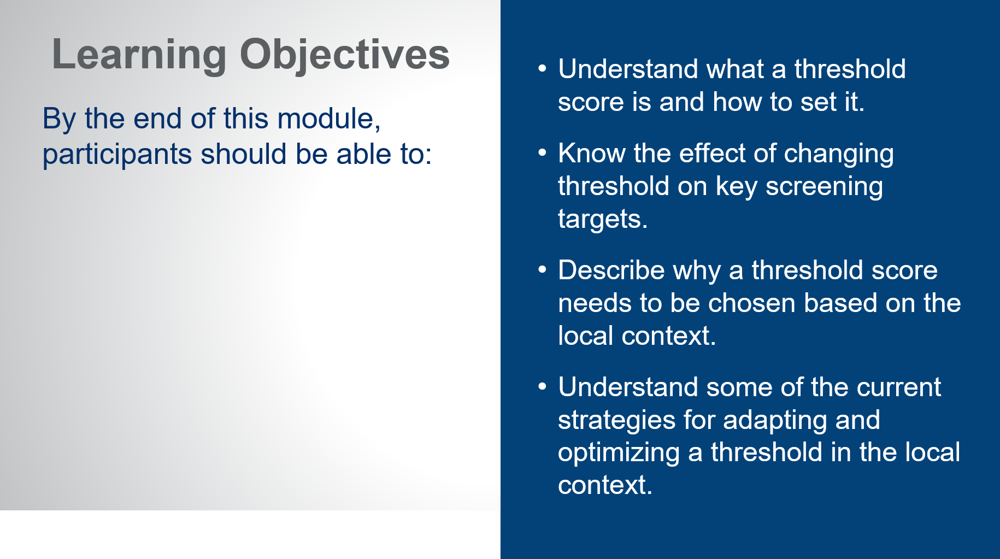 Learning Objectives
By the end of this module,
participants should be able to:
• Understand what a threshold
score is and how to set it.
• Know the effect of changing
threshold on key screening
targets.
• Describe why a threshold score
needs to be chosen based on the
local context.
• Understand some of the current
strategies for adapting and
optimizing a threshold in the local
context.